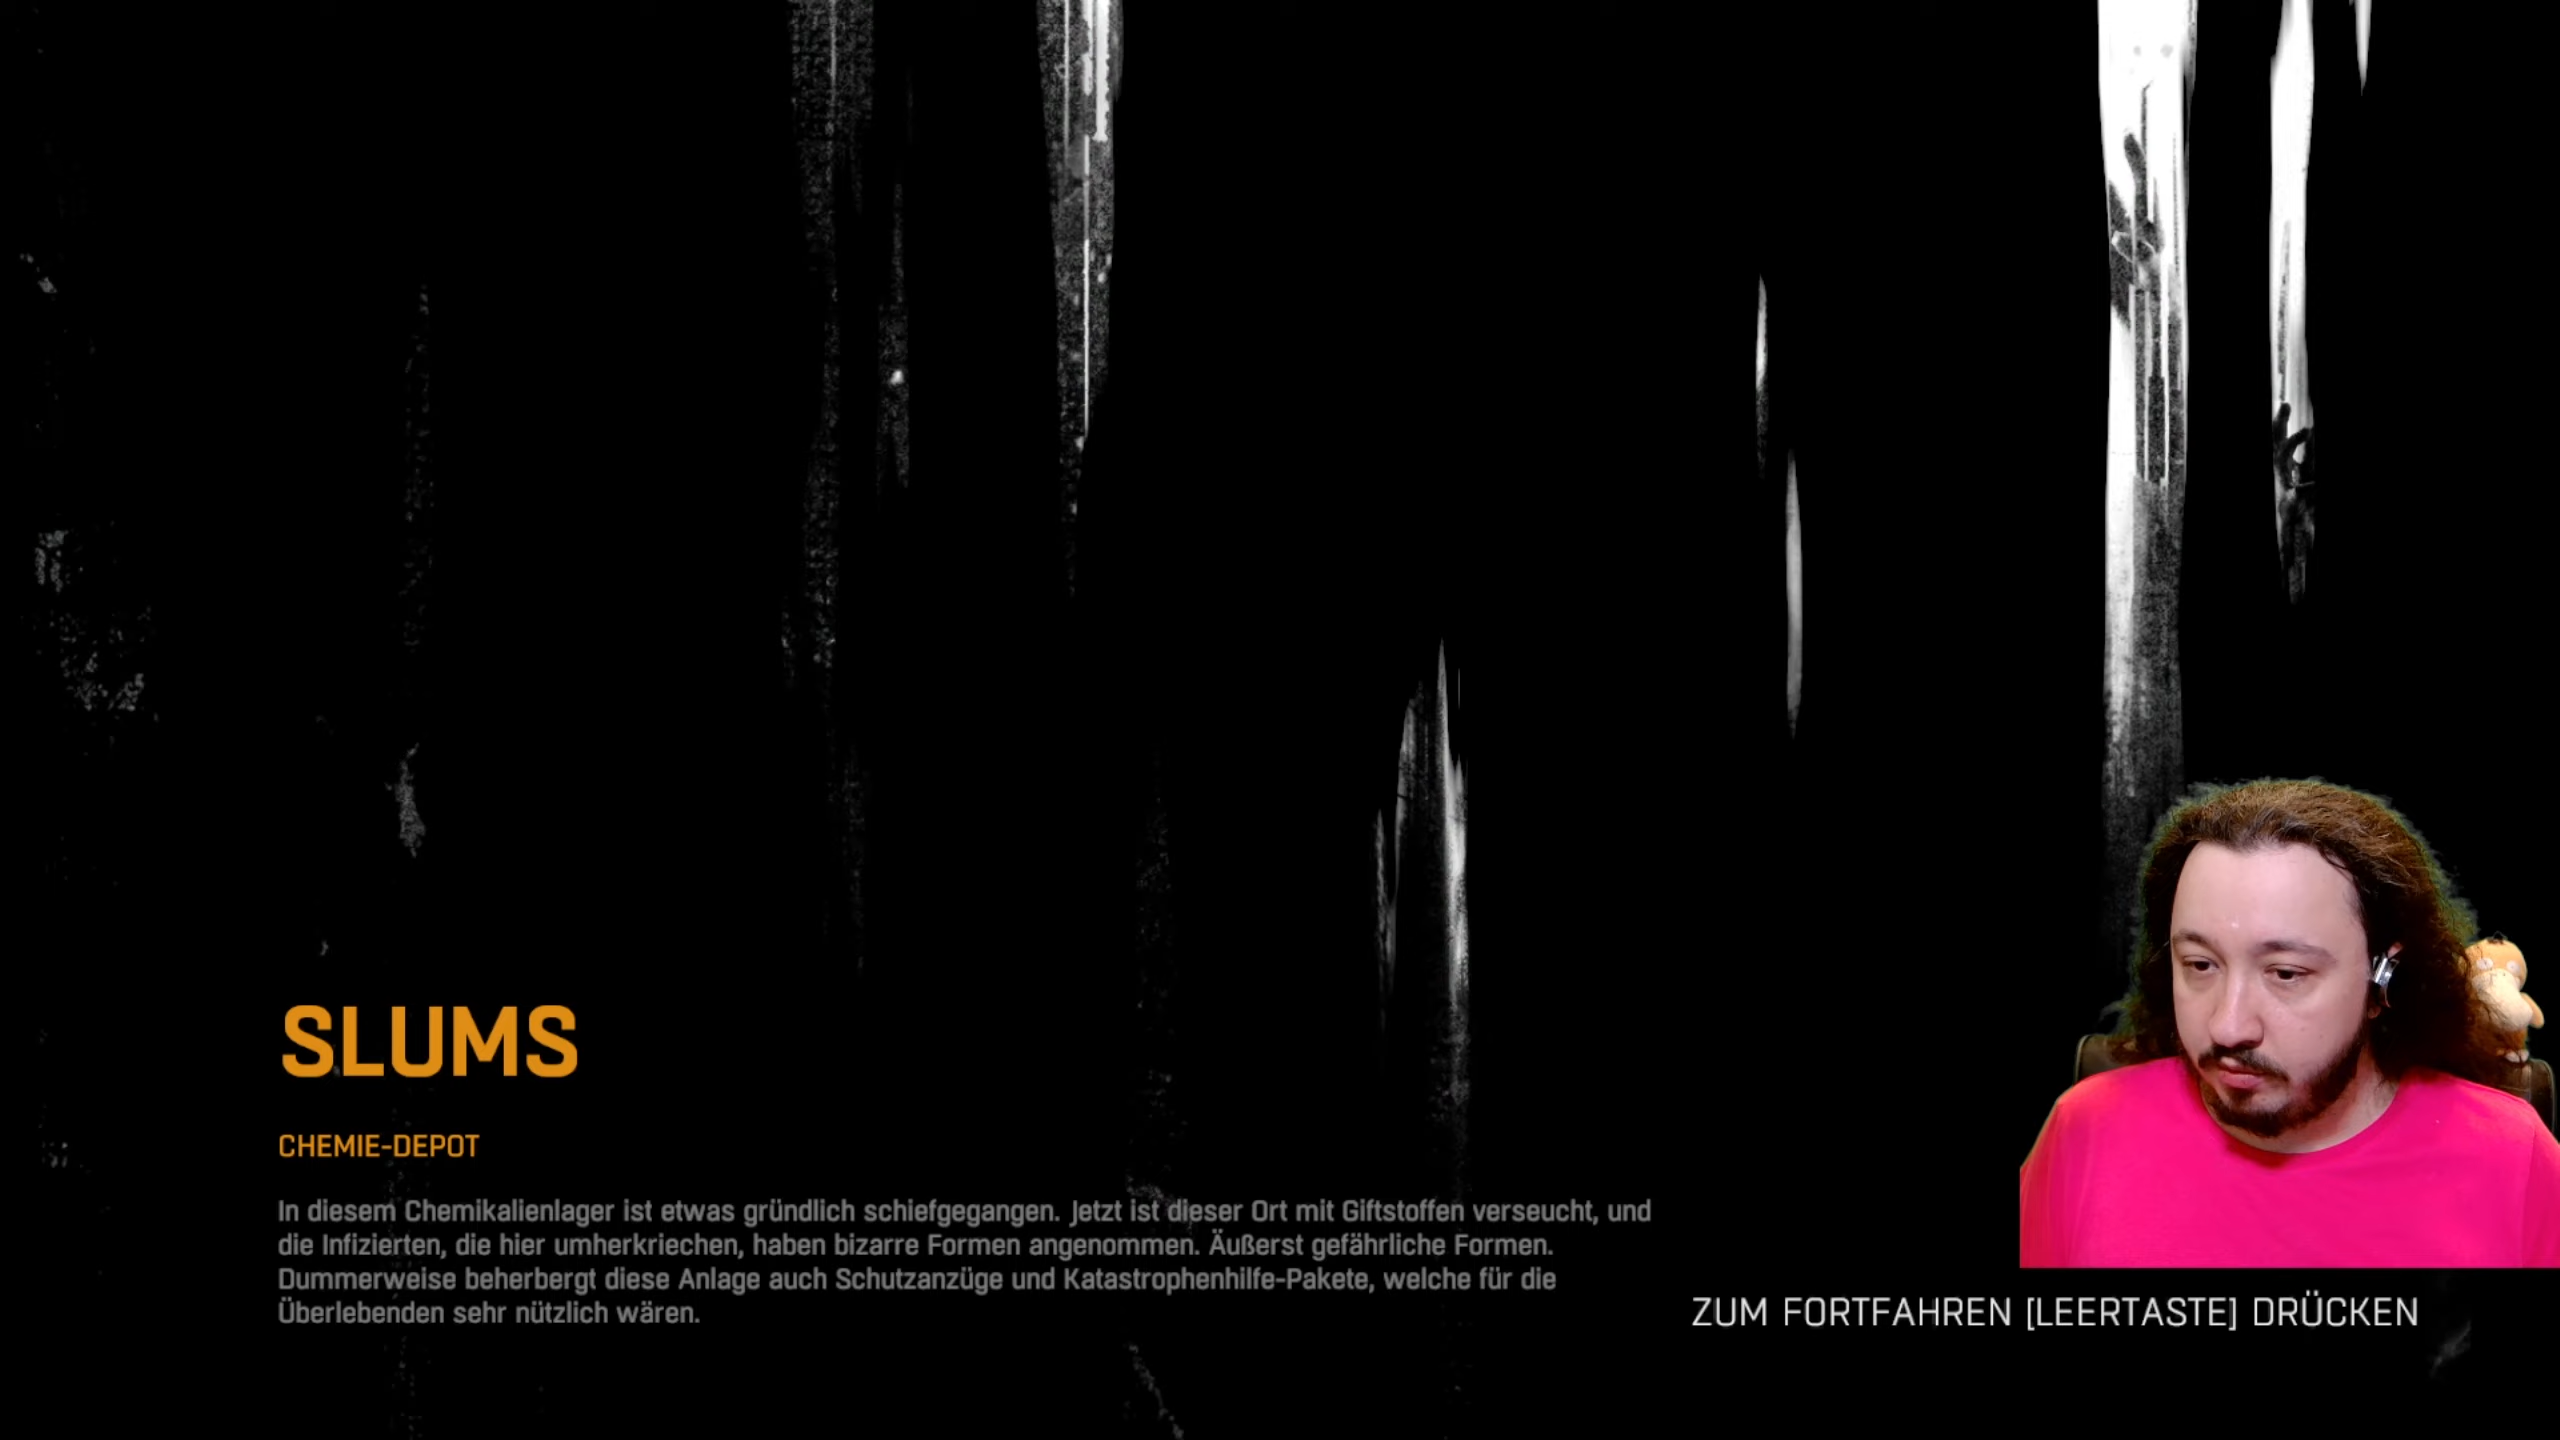 SLUMS
CHEMIE-DEPOT
In diesem Chemikalienlager ist etwas gründlich schiefgegangen. Jetzt ist dieser Ort mit Giftstoffen verseucht, und
die Infizierten, die hier umherkriechen, haben bizarre Formen angenommen. Äußerst gefährliche Formen.
Dummerweise beherbergt diese Anlage auch Schutzanzüge und Katastrophenhilfe-Pakete, welche für die
Überlebenden sehr nützlich wären.
ZUM FORTFAHREN [LEERTASTE] DRÜCKEN